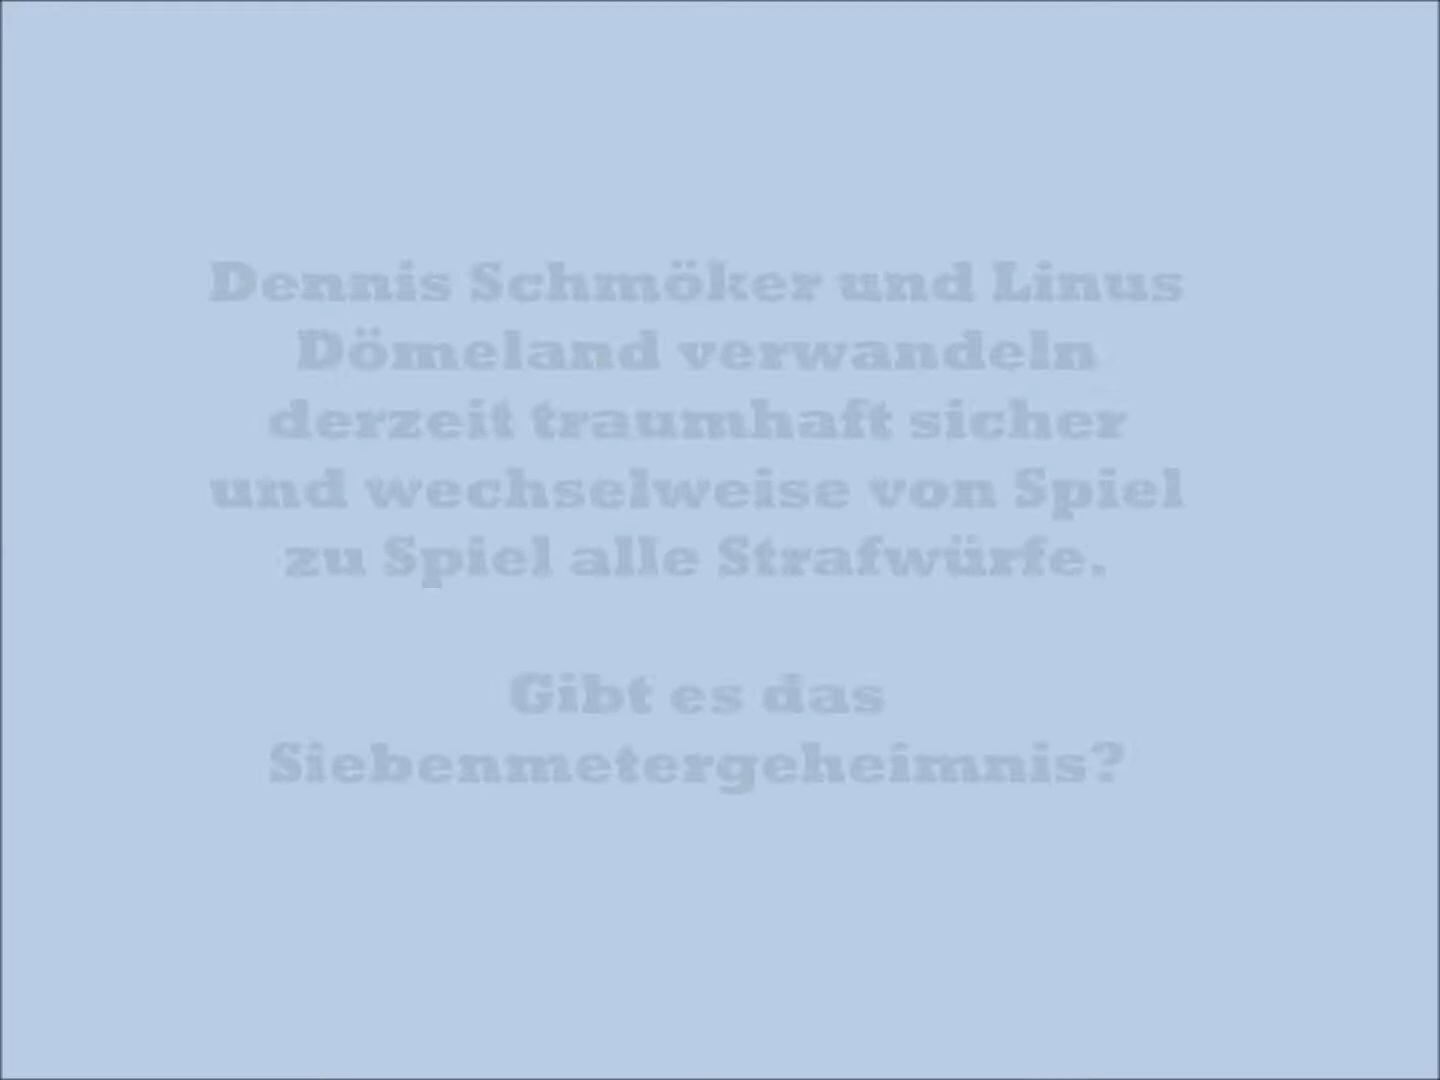 Dennis Schmöker und Linus
Dömeland verwandeln
derzeit traumhaft sicher
und wechselweise von Spiel
zu Spiel alle Strafwürfe.
Gibt es das
Siebenmetergeheimnis?